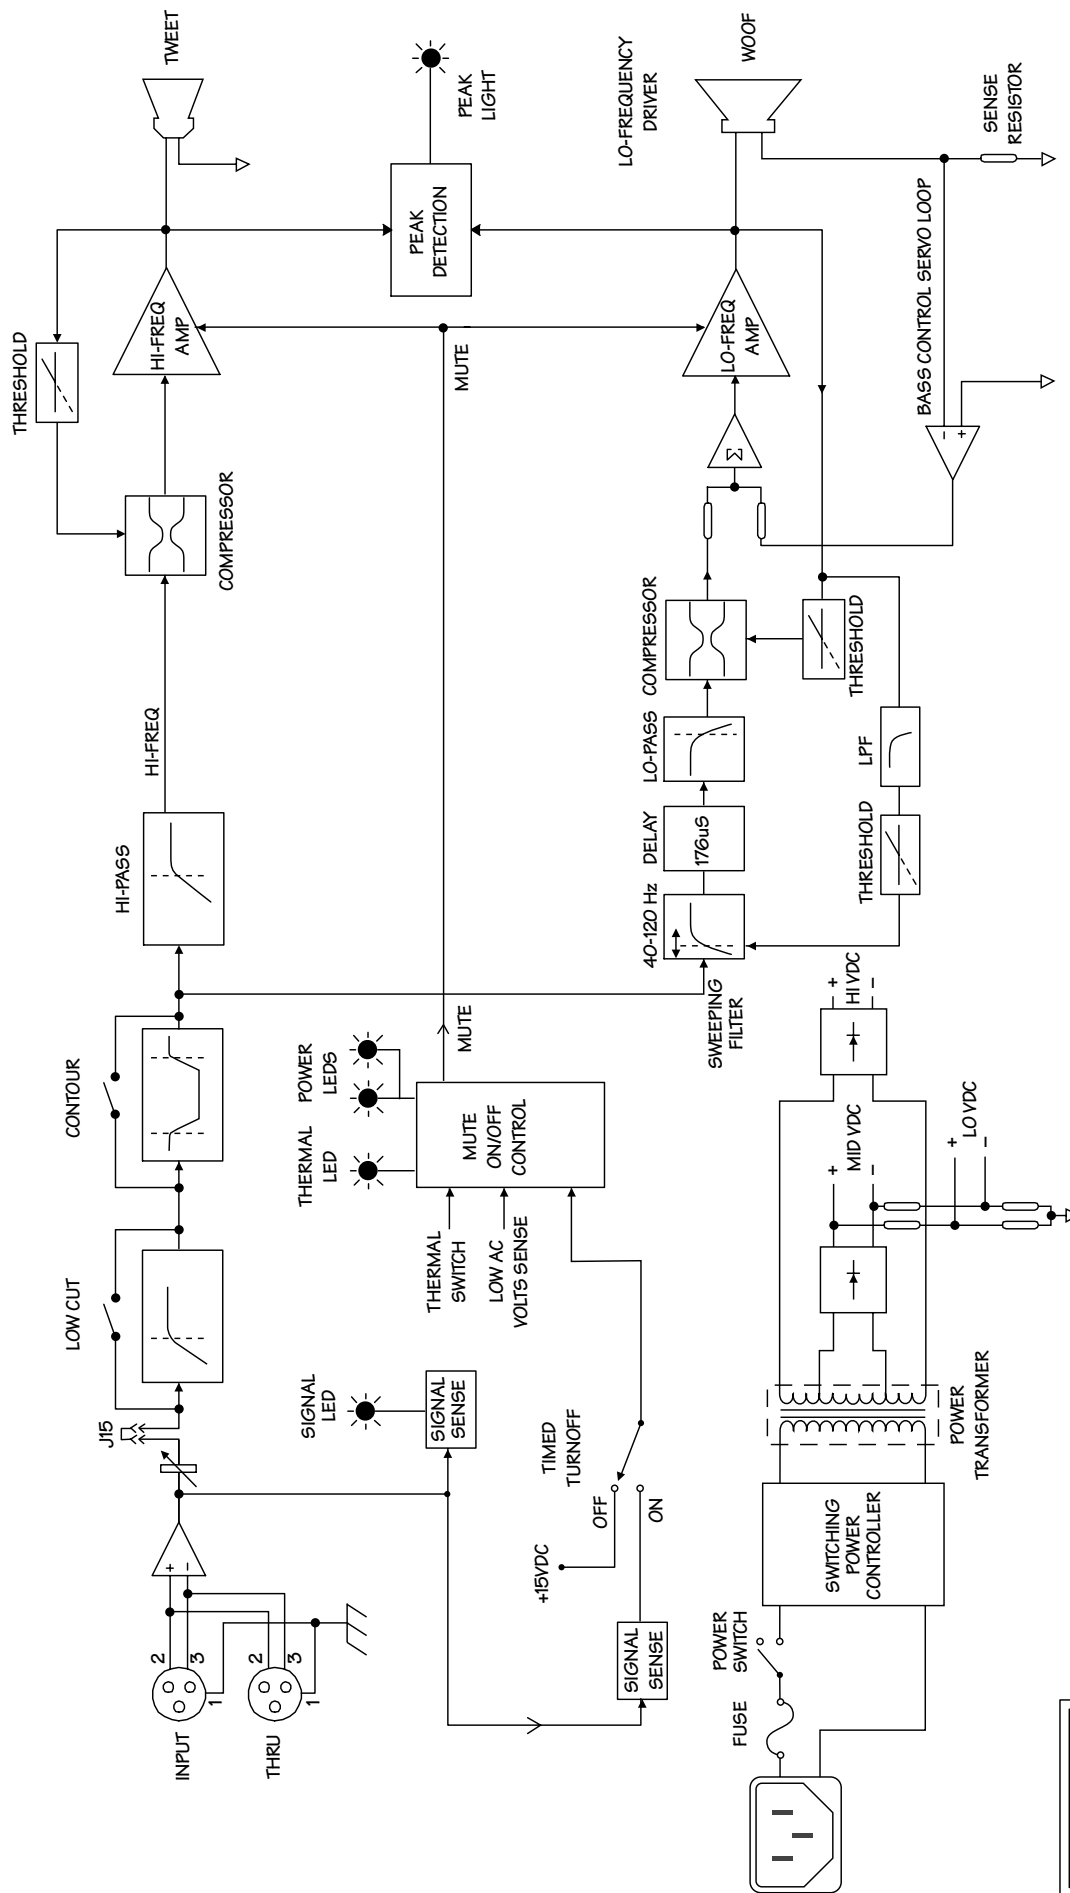 INPUT
THRU
2
3
1
2
3
1
+
−
J15
LOW CUT
CONTOUR
HI-PASS
HI-FREQ
COMPRESSOR
THRESHOLD
HI-FREQ
AMP
TWEET
SIGNAL
LED
SIGNAL
SENSE
THERMAL
LED
POWER
LEDS
MUTE
ON/OFF
CONTROL
THERMAL
SWITCH
LOW AC
VOLTS SENSE
MUTE
MUTE
PEAK
DETECTION
PEAK
LIGHT
TIMED
TURNOFF
OFF
ON
+15VDC
SIGNAL
SENSE
SWEEPING
FILTER
40-120 Hz
DELAY
176uS
LO-PASS
COMPRESSOR
THRESHOLD
LPF
THRESHOLD
Σ
LO-FREQ
AMP
LO-FREQUENCY
DRIVER
WOOF
BASS CONTROL SERVO LOOP
−
+
SENSE
RESISTOR
FUSE
POWER
SWITCH
SWITCHING
POWER
CONTROLLER
POWER
TRANSFORMER
+
MID VDC
−
+
HI VDC
−
+
LO VDC
−